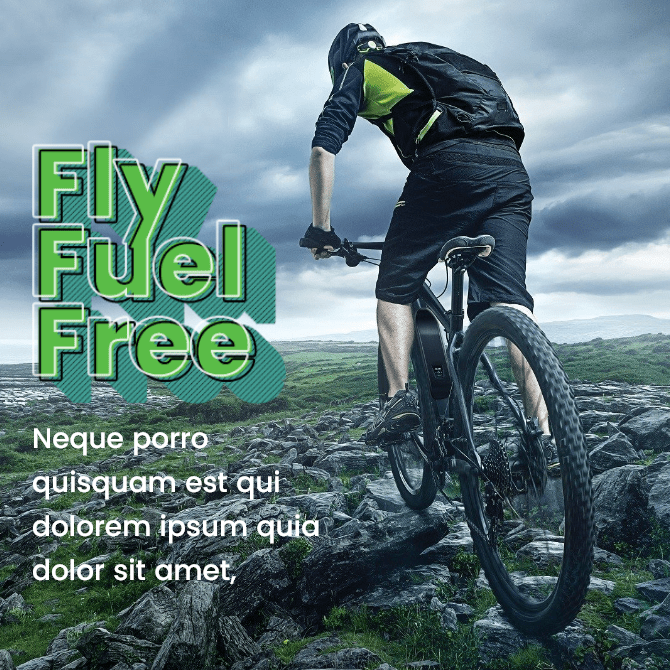 Fly
Fuel
Free
Neque porro
quisquam est qui
dolorem ipsum quia
dolor sit amet,